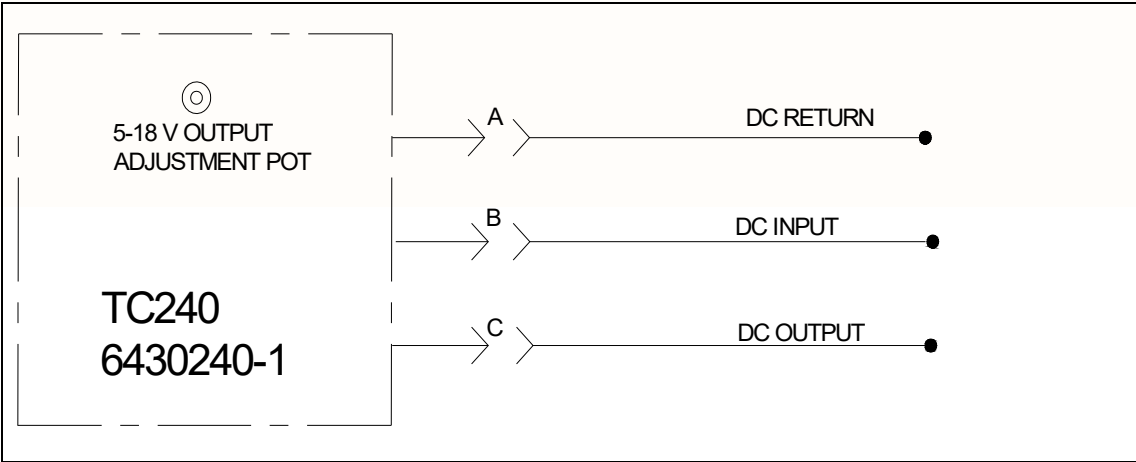 5-18 V OUTPUT
ADJUSTMENT POT
A
DC RETURN
B
DC INPUT
TC240
6430240-1
C
DC OUTPUT